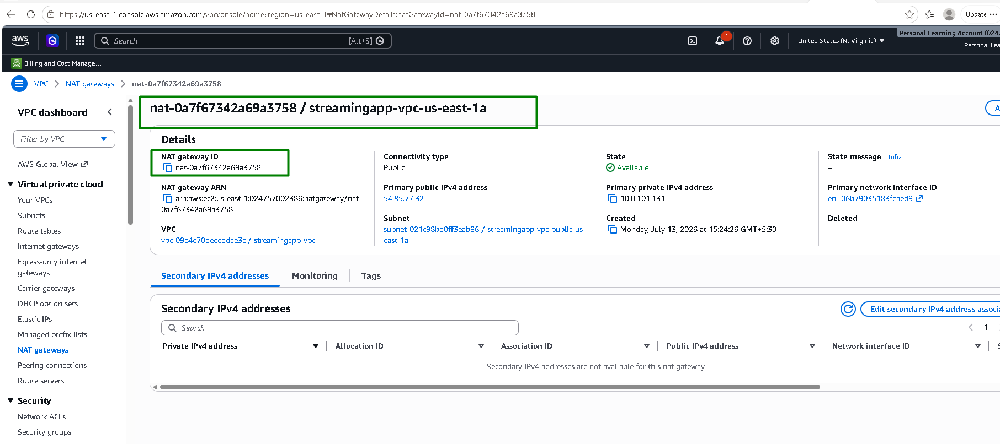 https://us-east-1.console.aws.amazon.com/vpcconsole/home?region=us-east-1#NatGatewayDetails:natGatewayId=nat-0a7f67342a69a3758
Update
aws
Search
[Alt+S]
1
United States (N. Virginia)
Personal Learning Account (0247
Personal Lea
Billing and Cost Manage...
VPC
NAT gateways
nat-0a7f67342a69a3758
VPC dashboard
Filter by VPC
AWS Global View
Virtual private cloud
Your VPCs
Subnets
Route tables
Internet gateways
Egress-only internet
gateways
Carrier gateways
DHCP option sets
Elastic IPs
Managed prefix lists
NAT gateways
Peering connections
Route servers
Security
Network ACLs
Security groups
nat-0a7f67342a69a3758 / streamingapp-vpc-us-east-1a
A
Details
NAT gateway ID
nat-0a7f67342a69a3758
NAT gateway ARN
arn:aws:ec2:us-east-1:024757002386:natgateway/nat-
0a7f67342a69a3758
VPC
vpc-09e4e70deeeddae3c / streamingapp-vpc
Connectivity type
Public
Primary public IPv4 address
54.85.77.32
Subnet
subnet-021c98bd0ff3eab96 / streamingapp-vpc-public-us-
east-1a
State
Available
Primary private IPv4 address
10.0.101.131
Created
Monday, July 13, 2026 at 15:24:26 GMT+5:30
State message Info
–
Primary network interface ID
eni-06b79035183feaed9
Deleted
–
Secondary IPv4 addresses
Monitoring
Tags
Secondary IPv4 addresses
Edit secondary IPv4 address associ
Search
1
Private IPv4 address
Allocation ID
Association ID
Public IPv4 address
Network interface ID
S
Secondary IPv4 addresses are not available for this nat gateway.